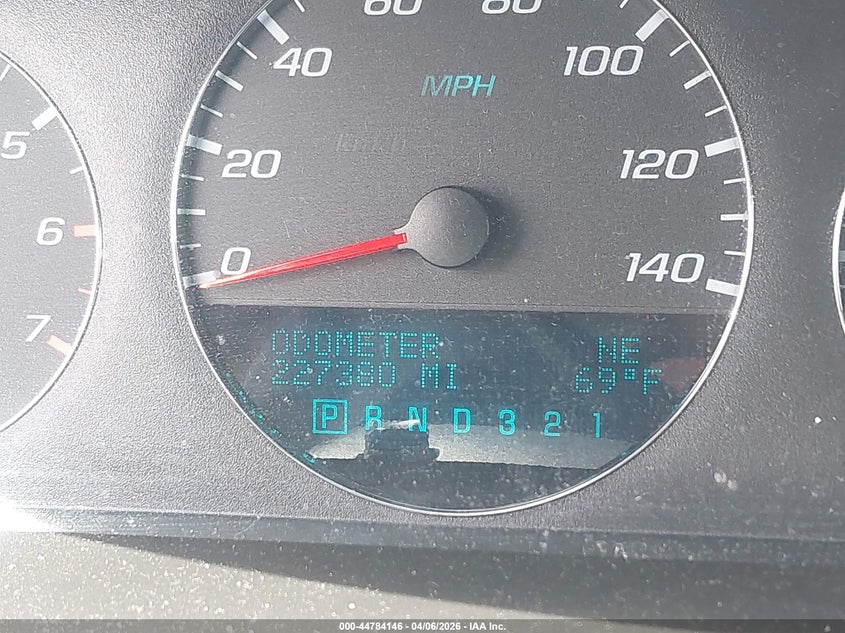 60 80
40 100
MPH
km/h
5 20 120
6 0 140
7
ODOMETER NE
227380 MI 69°F
P R N D 3 2 1
000-44784146 - 04/06/2026 - IAA Inc.